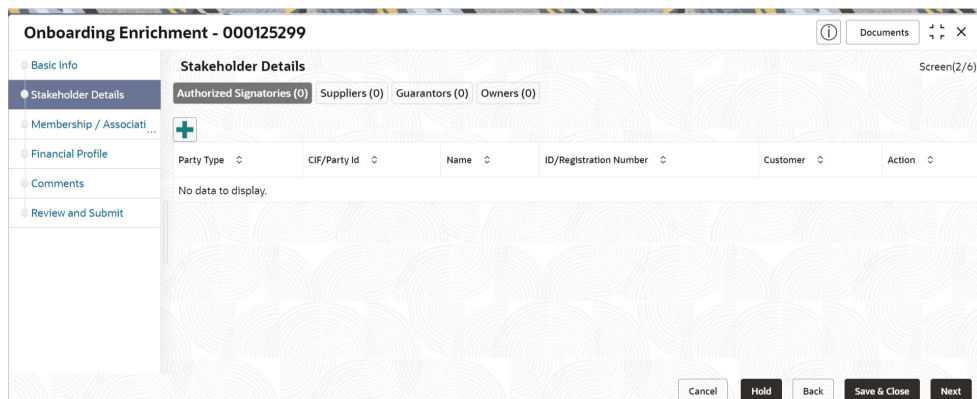 Onboarding Enrichment - 000125299
Documents
Basic Info
Stakeholder Details
Membership / Associati...
Financial Profile
Comments
Review and Submit
Stakeholder Details
Screen(2/6)
Authorized Signatories (0) Suppliers (0) Guarantors (0) Owners (0)
Party Type CIF/Party Id Name ID/Registration Number Customer Action
No data to display.
Cancel Hold Back Save & Close Next